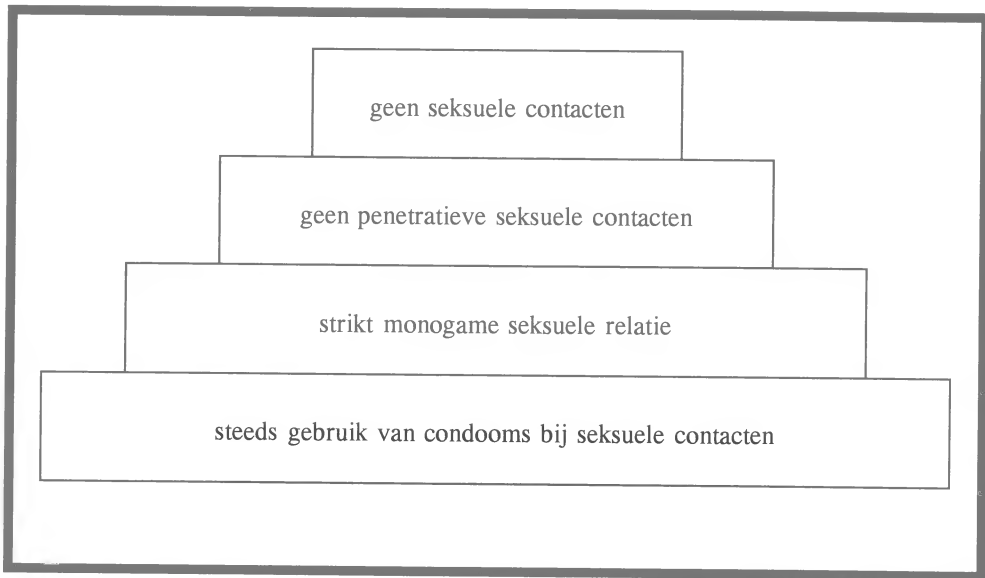 geen seksuele contacten
geen penetratieve seksuele contacten
strikt monogame seksuele relatie
steeds gebruik van condooms bij seksuele contacten